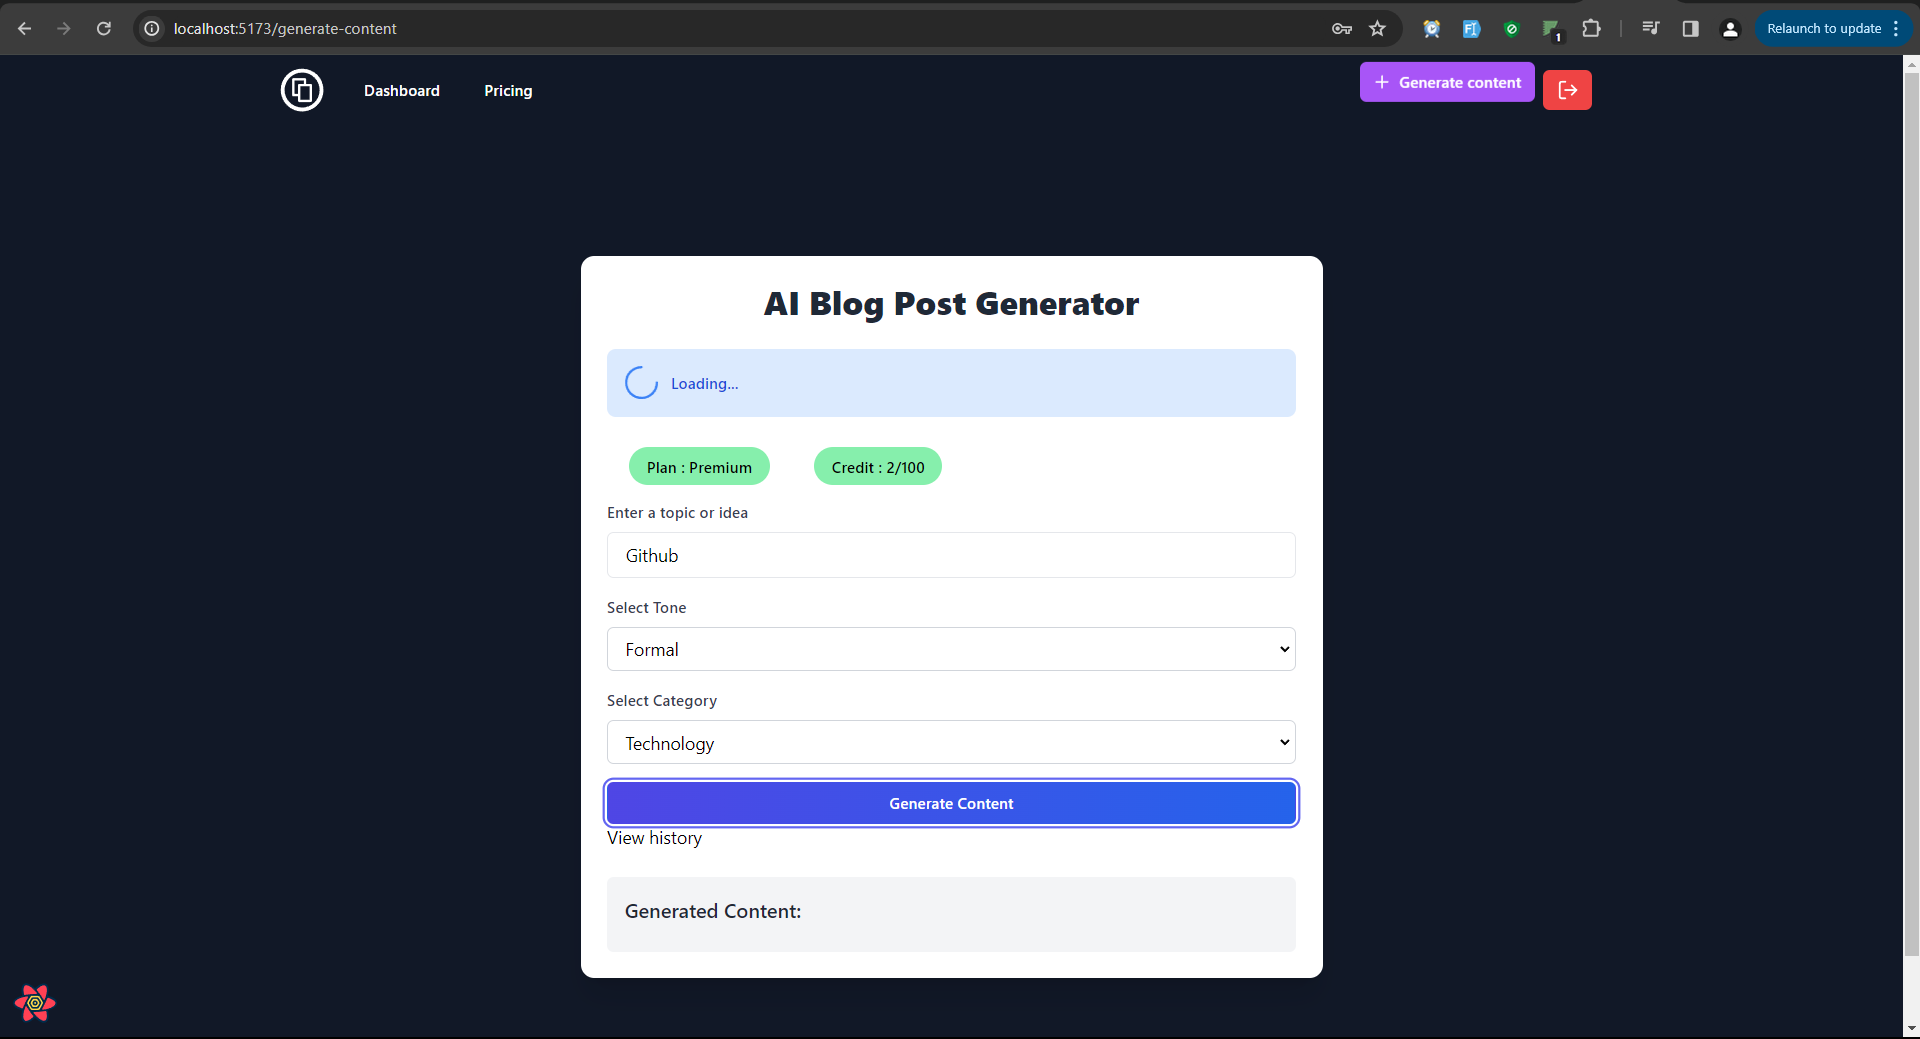 localhost:5173/generate-content
1
Relaunch to update
Dashboard
Pricing
Generate content
AI Blog Post Generator
Loading...
Plan : Premium
Credit : 2/100
Enter a topic or idea
Github
Select Tone
Formal
Select Category
Technology
Generate Content
View history
Generated Content: